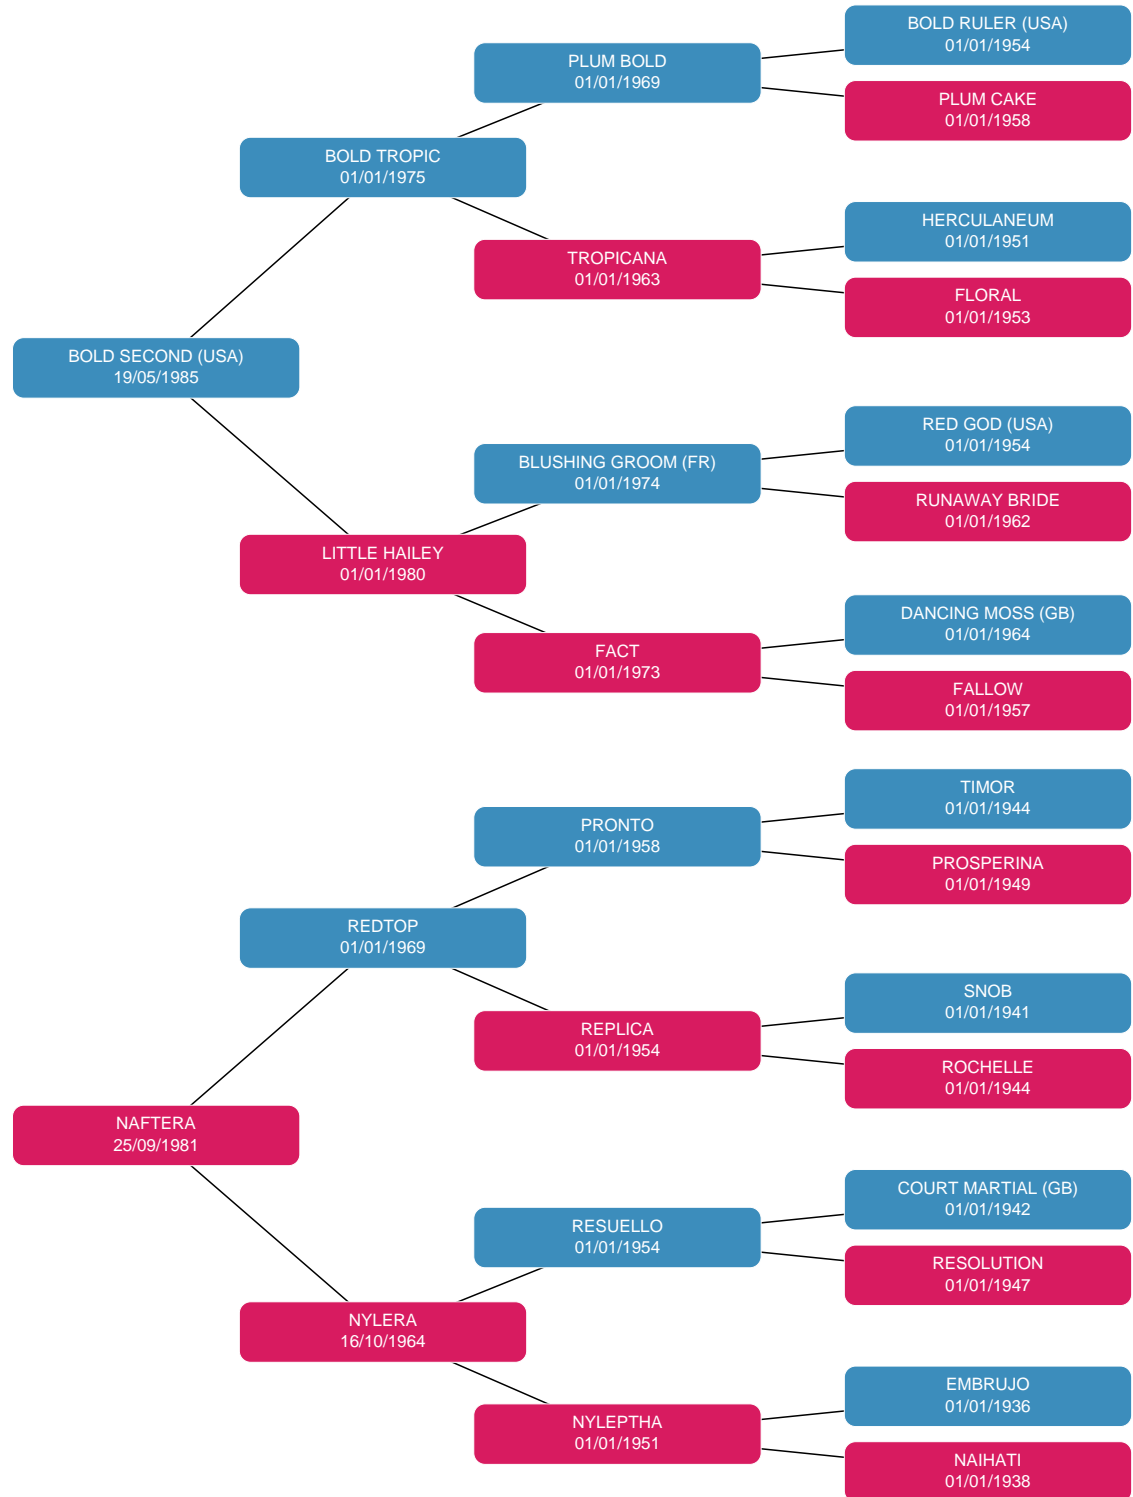 BOLD RULER (USA)
01/01/1954
PLUM BOLD
01/01/1969
PLUM CAKE
01/01/1958
BOLD TROPIC
01/01/1975
HERCULANEUM
01/01/1951
TROPICANA
01/01/1963
FLORAL
01/01/1953
BOLD SECOND (USA)
19/05/1985
RED GOD (USA)
01/01/1954
BLUSHING GROOM (FR)
01/01/1974
RUNAWAY BRIDE
01/01/1962
LITTLE HAILEY
01/01/1980
DANCING MOSS (GB)
01/01/1964
FACT
01/01/1973
FALLOW
01/01/1957
TIMOR
01/01/1944
PRONTO
01/01/1958
PROSPERINA
01/01/1949
REDTOP
01/01/1969
SNOB
01/01/1941
REPLICA
01/01/1954
ROCHELLE
01/01/1944
NAFTERA
25/09/1981
COURT MARTIAL (GB)
01/01/1942
RESUELLO
01/01/1954
RESOLUTION
01/01/1947
NYLERA
16/10/1964
EMBRUJO
01/01/1936
NYLEPTHA
01/01/1951
NAIHATI
01/01/1938